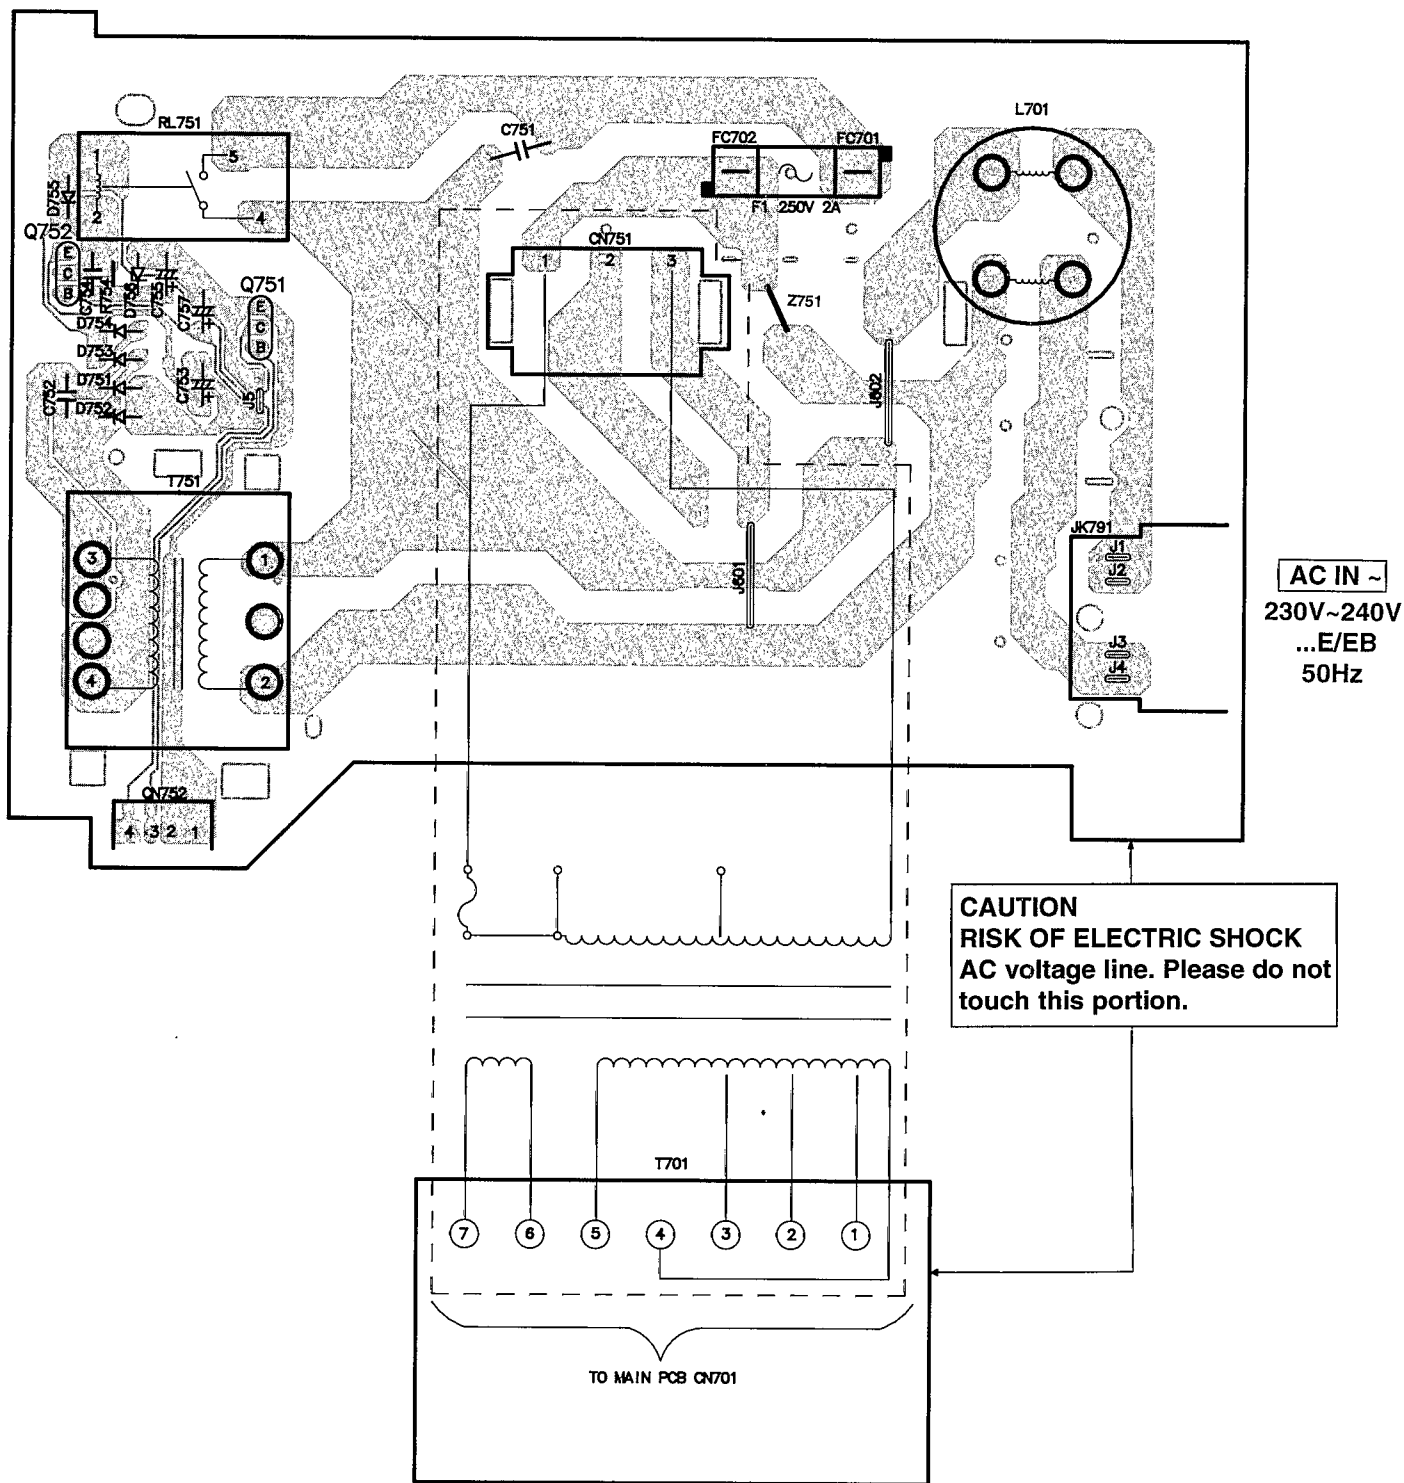 RL751
1
2
5
4
D755
Q752
E
C
B
C754
R754
D756
C755
C757
Q751
E
C
B
D754
D753
D751
D752
C752
C753
J5
C751
FC702
FC701
F1 250V 2A
CN751
1
2
3
Z751
L701
J602
J601
T751
3
4
1
2
CN752
4 3 2 1
JK791
J1
J2
J3
J4
AC IN ~
230V~240V
...E/EB
50Hz
CAUTION
RISK OF ELECTRIC SHOCK
AC voltage line. Please do not
touch this portion.
T701
7 6 5 4 3 2 1
TO MAIN PCB CN701